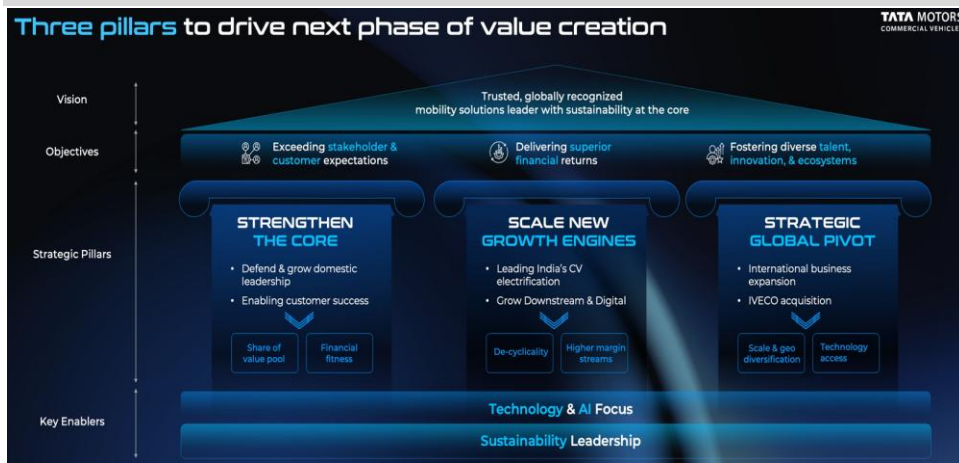 Three pillars to drive next phase of value creation
TATA MOTORS
COMMERCIAL VEHICLES
Vision
Trusted, globally recognized
mobility solutions leader with sustainability at the core
Objectives
Exceeding stakeholder &
customer expectations
Delivering superior
financial returns
Fostering diverse talent,
innovation, & ecosystems
Strategic Pillars
STRENGTHEN
THE CORE
• Defend & grow domestic
leadership
• Enabling customer success
Share of
value pool
Financial
fitness
SCALE NEW
GROWTH ENGINES
• Leading India's CV
electrification
• Grow Downstream & Digital
De-cyclicality
Higher margin
streams
STRATEGIC
GLOBAL PIVOT
• International business
expansion
• IVECO acquisition
Scale & geo
diversification
Technology
access
Key Enablers
Technology & AI Focus
Sustainability Leadership